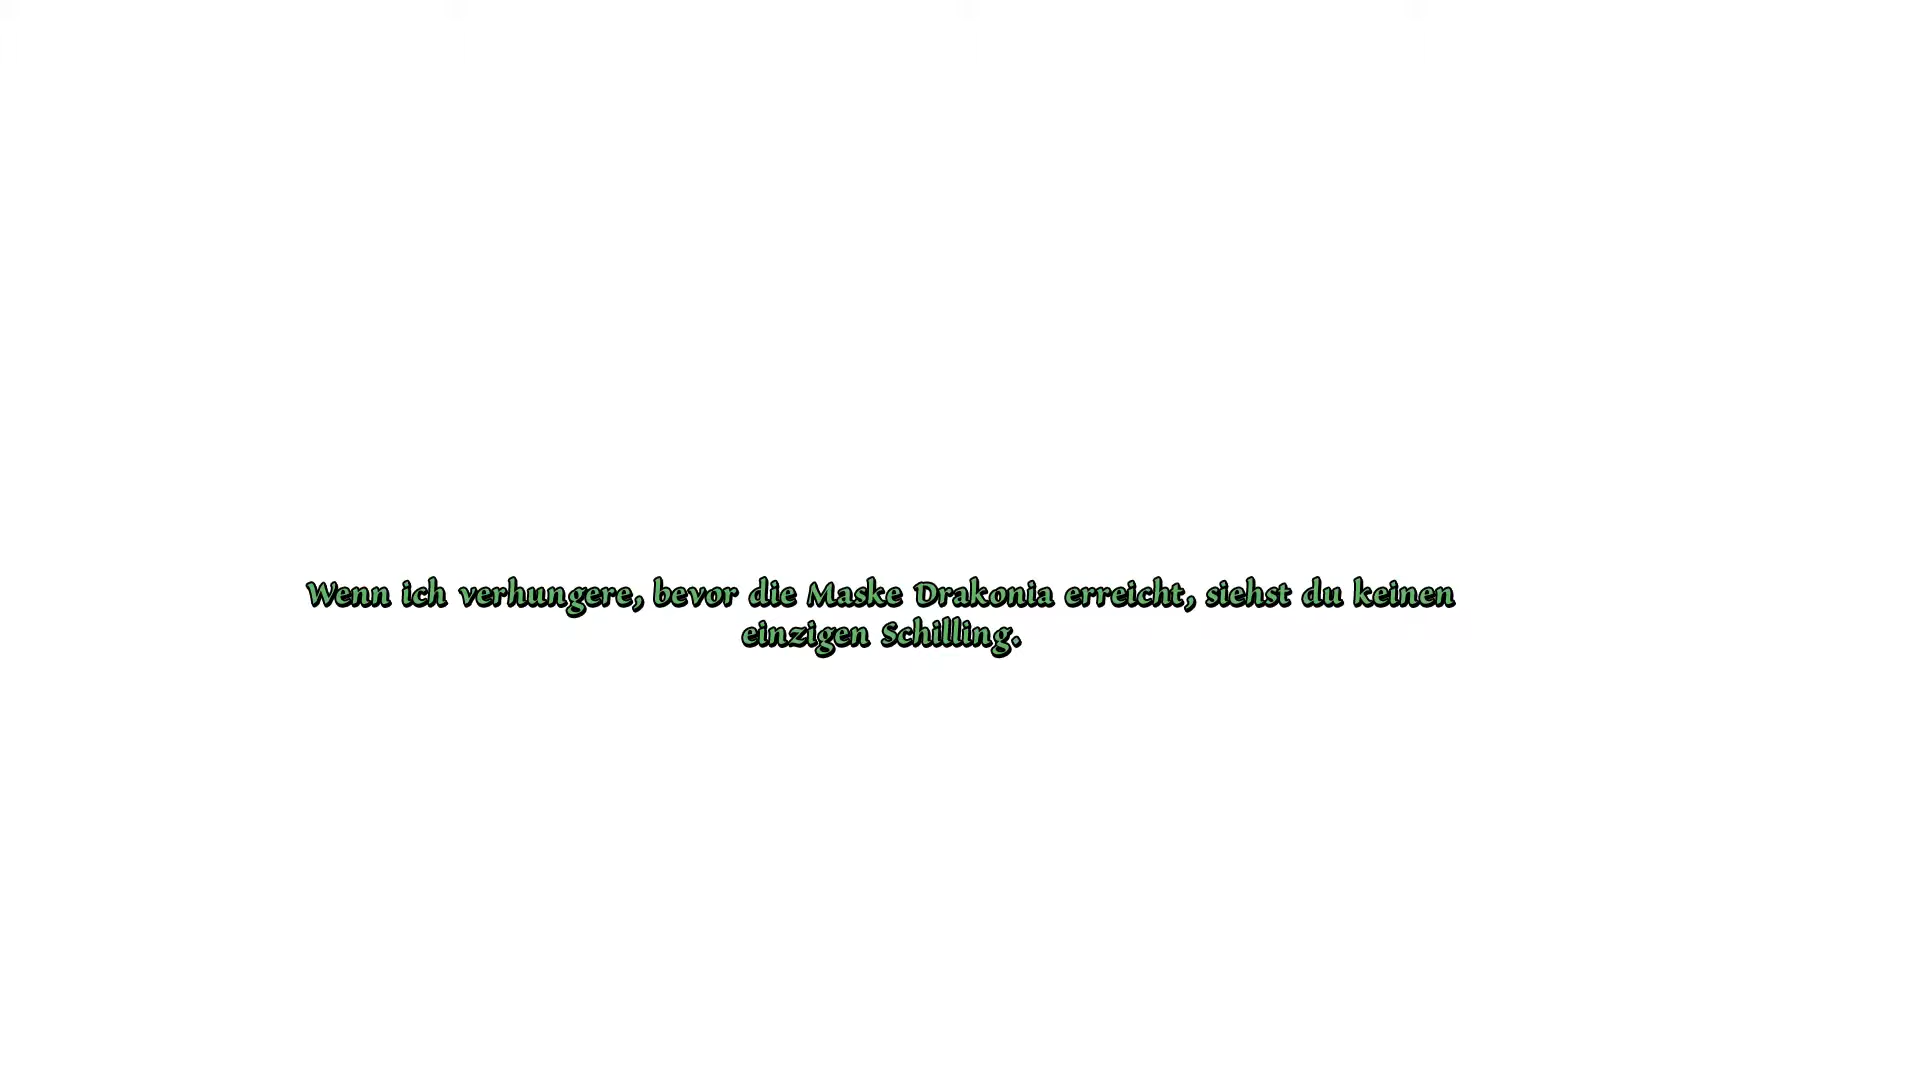 Wenn ich verhungere, bevor die Maske Drakonia erreicht, siehst du keinen
einzigen Schilling.